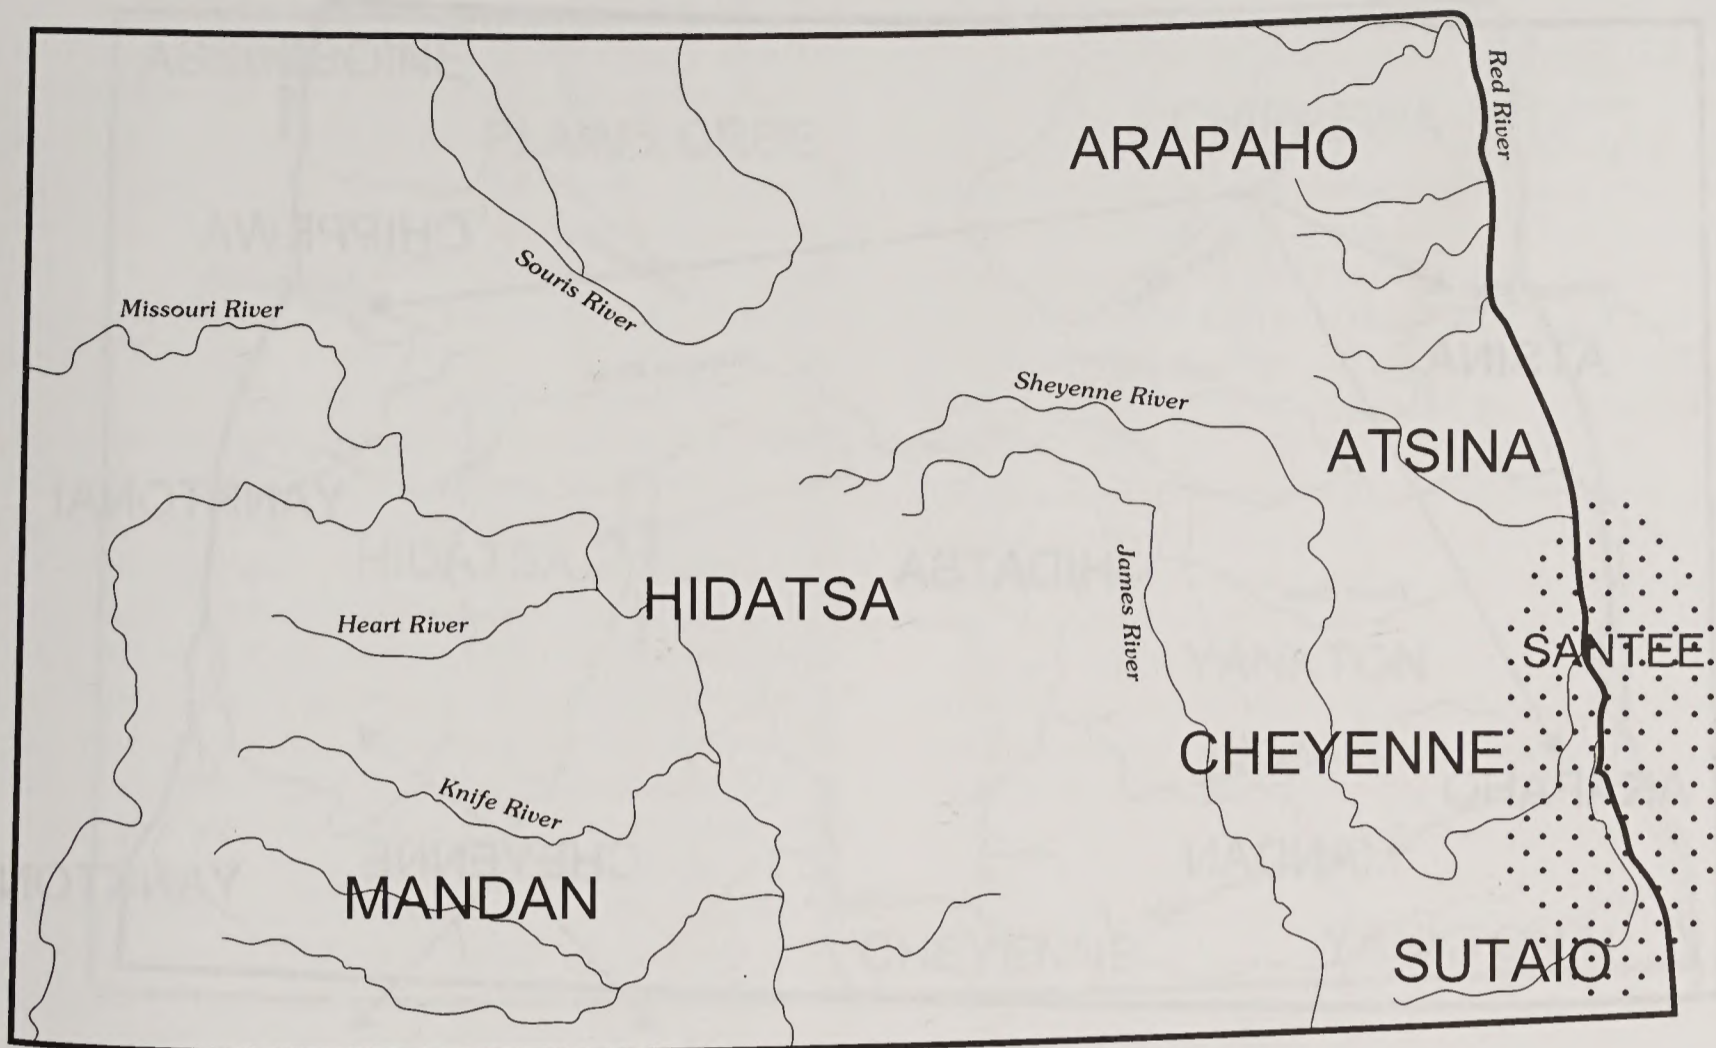 Red River
ARAPAHO
Souris River
Missouri River
Sheyenne River
ATSINA
James River
HIDATSA
Heart River
SANTEE
CHEYENNE
Knife River
MANDAN
SUTAIO